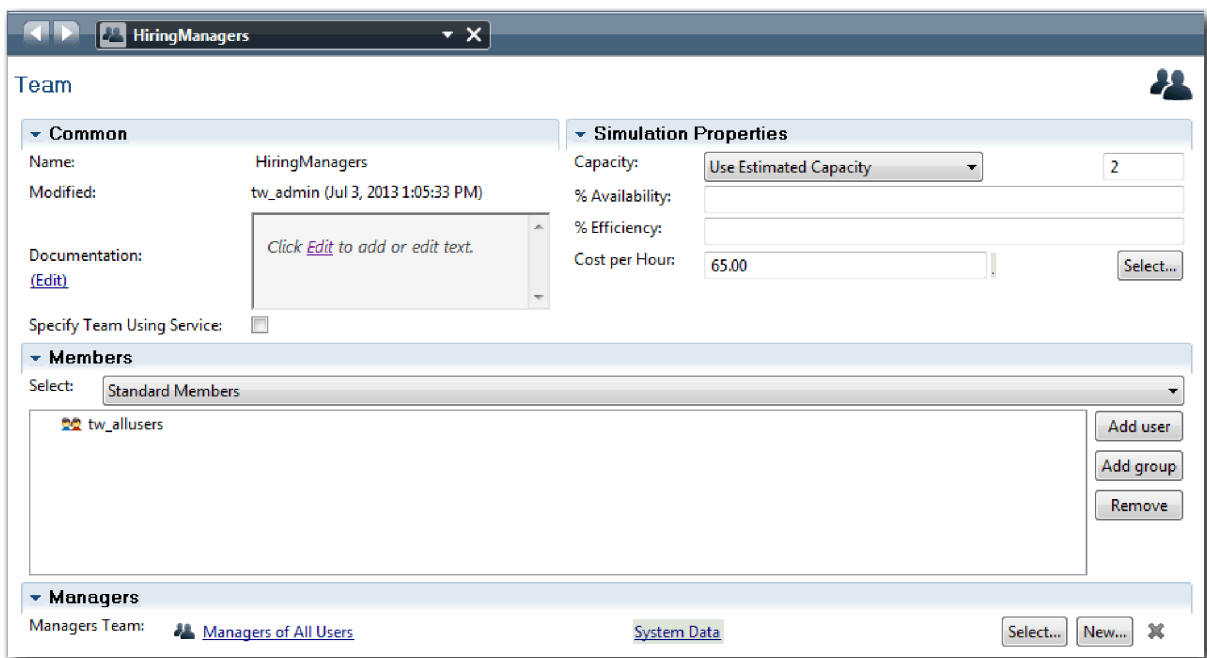 HiringManagers
Team
Common
Name: HiringManagers
Modified: tw_admin (Jul 3, 2013 1:05:33 PM)
Documentation:
(Edit)
Click Edit to add or edit text.
Specify Team Using Service:
Simulation Properties
Capacity: Use Estimated Capacity 2
% Availability:
% Efficiency:
Cost per Hour: 65.00 . Select...
Members
Select: Standard Members
tw_allusers
Add user
Add group
Remove
Managers
Managers Team: Managers of All Users System Data Select... New...